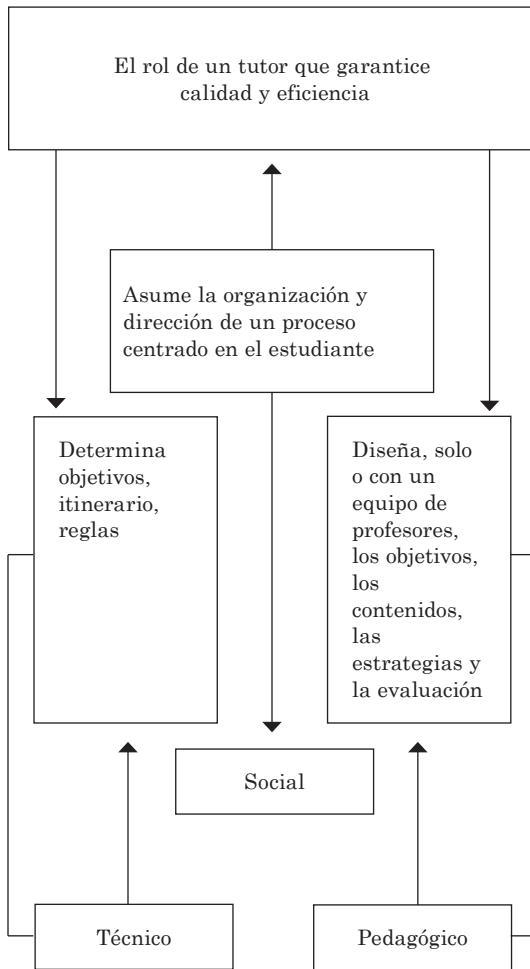 El rol de un tutor que garantice
calidad y eficiencia
Asume la organización y
dirección de un proceso
centrado en el estudiante
Determina
objetivos,
itinerario,
reglas
Diseña, solo
o con un
equipo de
profesores,
los objetivos,
los
contenidos,
las
estrategias y
la evaluación
Social
Técnico
Pedagógico